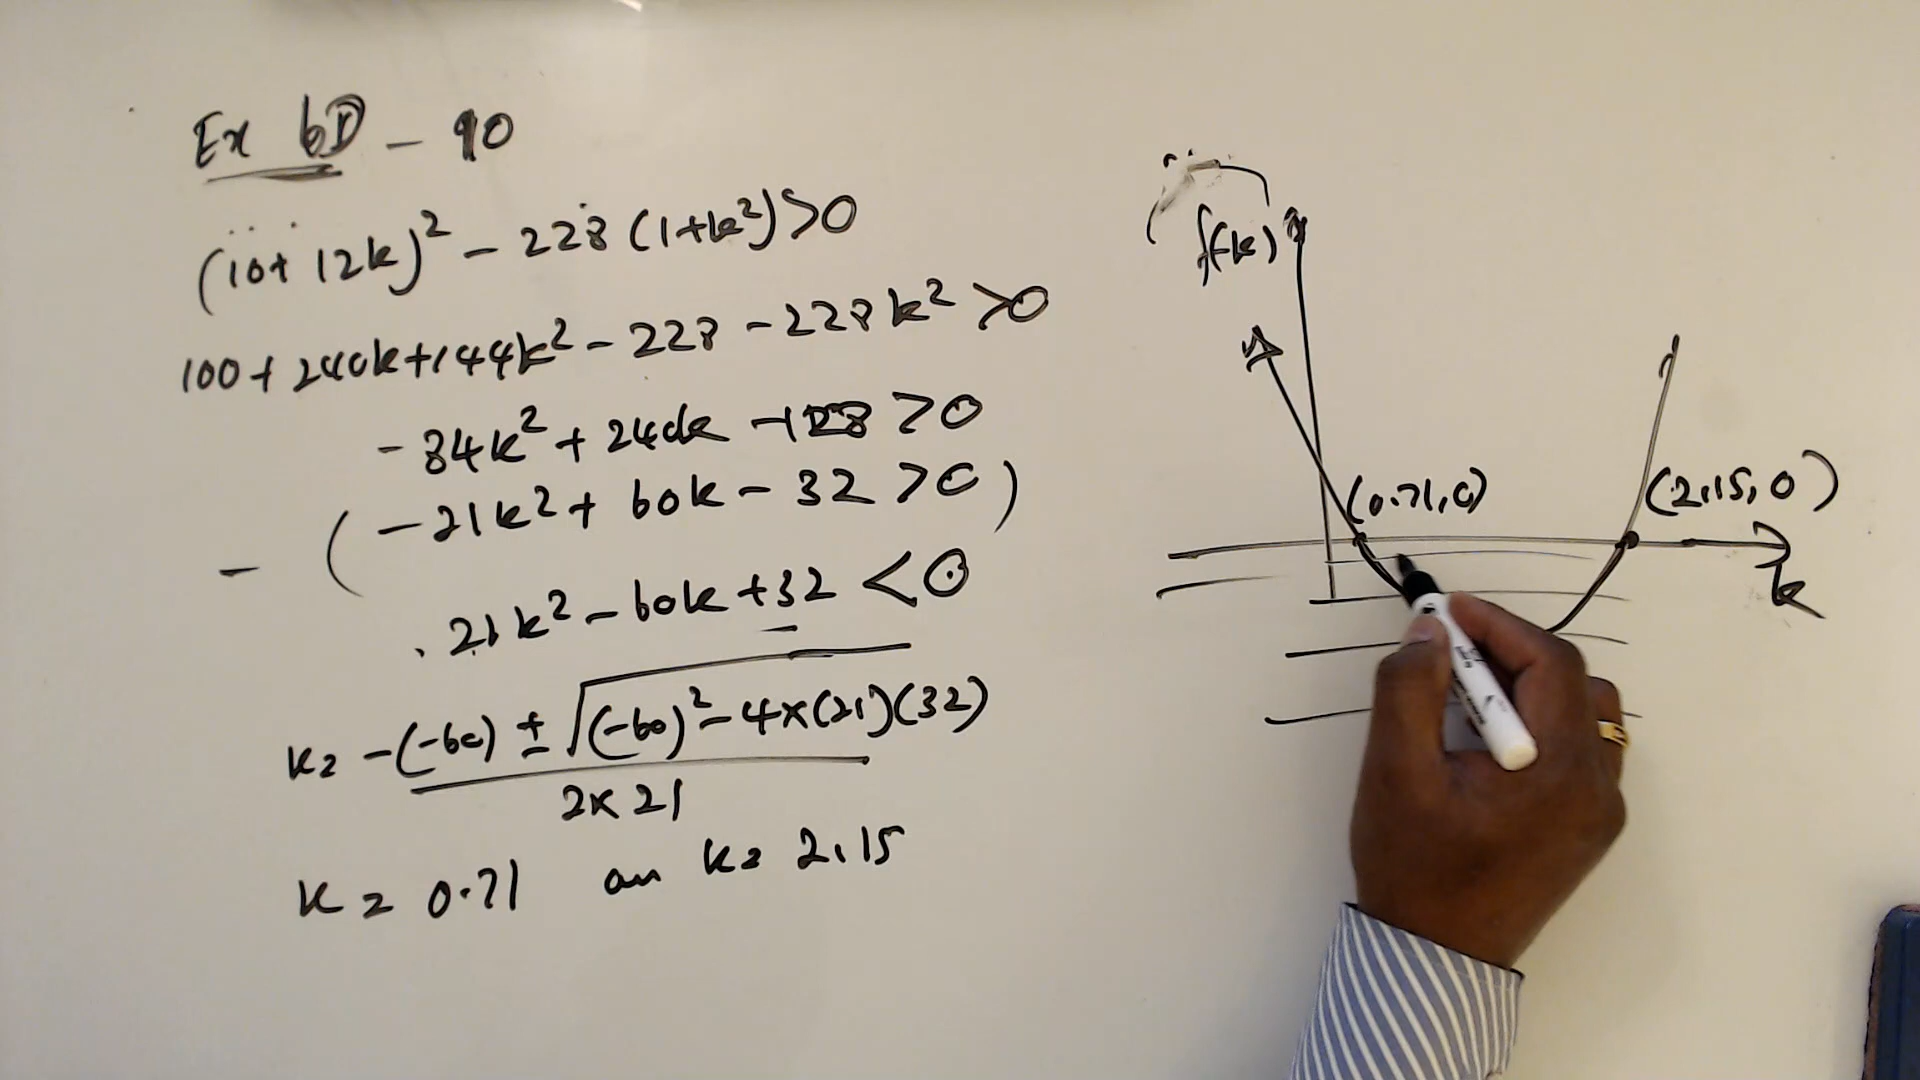 Ex 6D - 10
(10+ 12k)² - 228 (1+k²)>0
100+240k+144k² - 228 - 228k² >0
-84k² + 240k -128 >0
- ( -21k² + 60k - 32 >0 )
21k² - 60k +32 <0
k= -(-60) ± √(-60)² - 4×(21)(32)
2×21
k = 0.71 an k= 2.15
f(k)
(0.71,0)
(2.15,0)
k